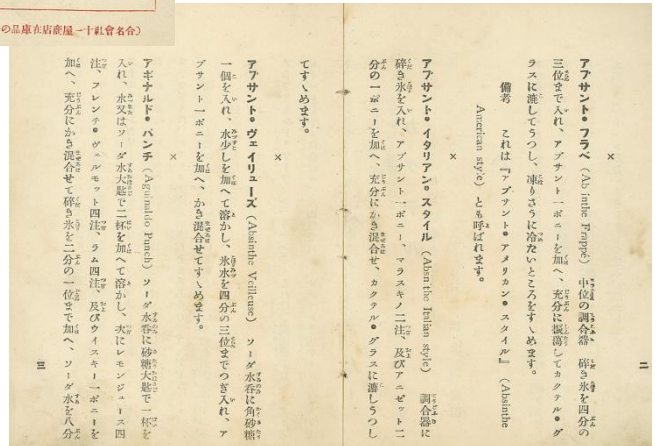 アブサント・フラペ (Ab inthe Frappé) 中位の調合器 碎き氷を四分の
三位まで入れ、アブサント一ポニーを加へ、充分に振蕩してカクテル・グ
ラスに漉してうつし、凍りさうに冷たいところをすゝめます。
備考 これは『アブサント・アメリカン・スタイル』 (Absinthe
American style) とも呼ばれます。
×
アブサント・イタリアン・スタイル (Absinthe Italian style) 調合器に
碎き氷を入れ、アブサント一ポニー、マラスキノ二注、及びアニゼット二
分の一ポニーを加へ、充分にかき混合せ、カクテル・グラスに漉しうつし
二
てすゝめます。
×
アブサント・ヴェイリューズ (Absinthe Veilleuse) ソーダ水呑に角砂糖
一個を入れ、水少しを加へて溶かし、氷水を四分の三位までつぎ入れ、ア
ブサント一ポニーを加へ、かき混合せてすゝめます。
×
アギナルド・パンチ (Aguinaldo Punch) ソーダ水呑に砂糖大匙で一杯を
入れ、水又はソーダ水大匙で二杯を加へて溶かし、次にレモンジュース四
注、フレンチ・ヴェルモット四注、ラム四注、及びウイスキー一ポニーを
加へ、充分にかき混合せて碎き氷を二分の一位まで加へ、ソーダ水を八分
三
の品庫在店商屋一十社會名合)